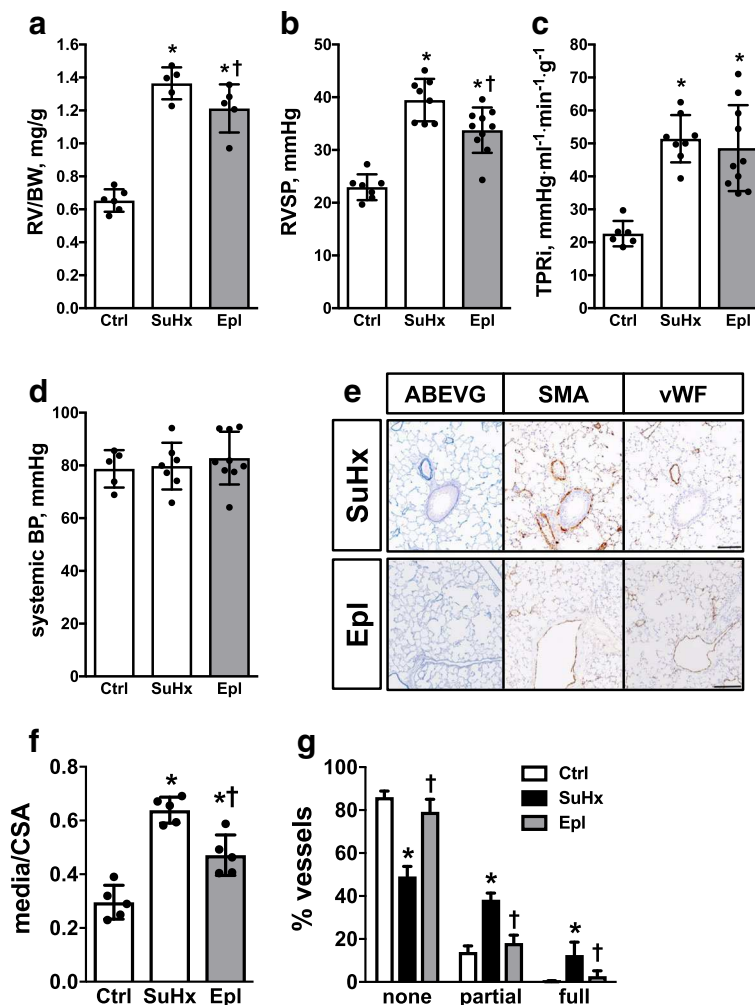 a
RV/BW, mg/g
1.6
1.4
1.2
1.0
0.8
0.6
0.4
0.2
0.0
*
*†
Ctrl SuHx Epl
b
RVSP, mmHg
50
40
30
20
10
0
*
*†
Ctrl SuHx Epl
c
TPRi, mmHg·ml⁻¹·min⁻¹·g⁻¹
80
70
60
50
40
30
20
10
0
*
*
Ctrl SuHx Epl
d
systemic BP, mmHg
100
80
60
40
20
0
Ctrl SuHx Epl
e
ABEVG SMA vWF
SuHx
Epl
f
media/CSA
0.8
0.6
0.4
0.2
0.0
*
*†
Ctrl SuHx Epl
g
% vessels
100
80
60
40
20
0
Ctrl
SuHx
Epl
*
†
*
†
*
†
none partial full